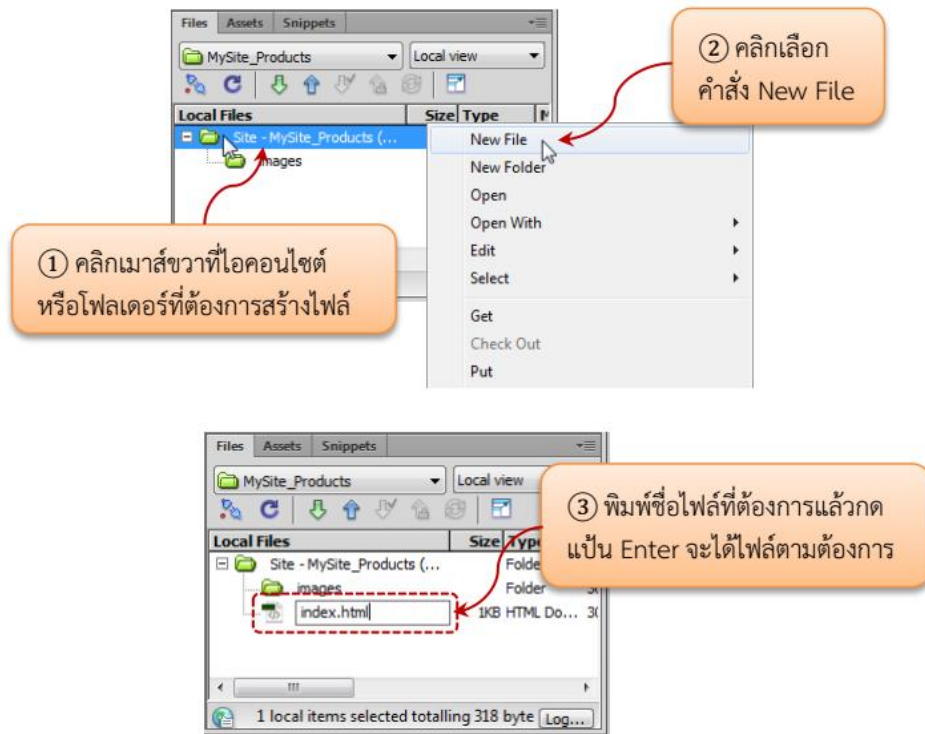 Files Assets Snippets
MySite_Products Local view
② คลิกเลือก
คำสั่ง New File
Local Files Size Type
Site - MySite_Products (...
images
New File
New Folder
Open
Open With
Edit
Select
Get
Check Out
Put
① คลิกเมาส์ขวาที่ไอคอนไซต์
หรือโฟลเดอร์ที่ต้องการสร้างไฟล์
Files Assets Snippets
MySite_Products Local view
③ พิมพ์ชื่อไฟล์ที่ต้องการแล้วกด
แป้น Enter จะได้ไฟล์ตามต้องการ
Local Files Size
Site - MySite_Products (...
images Folder
index.html 1KB HTML Do...
1 local items selected totalling 318 byte Log...